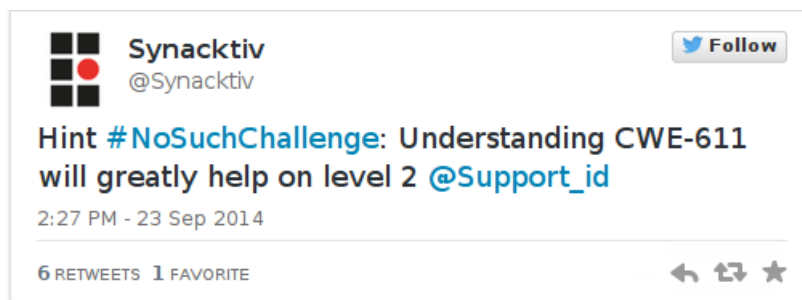 Synacktiv
Follow
@Synacktiv
Hint #NoSuchChallenge: Understanding CWE-611
will greatly help on level 2 @Support_id
2:27 PM - 23 Sep 2014
6 RETWEETS 1 FAVORITE